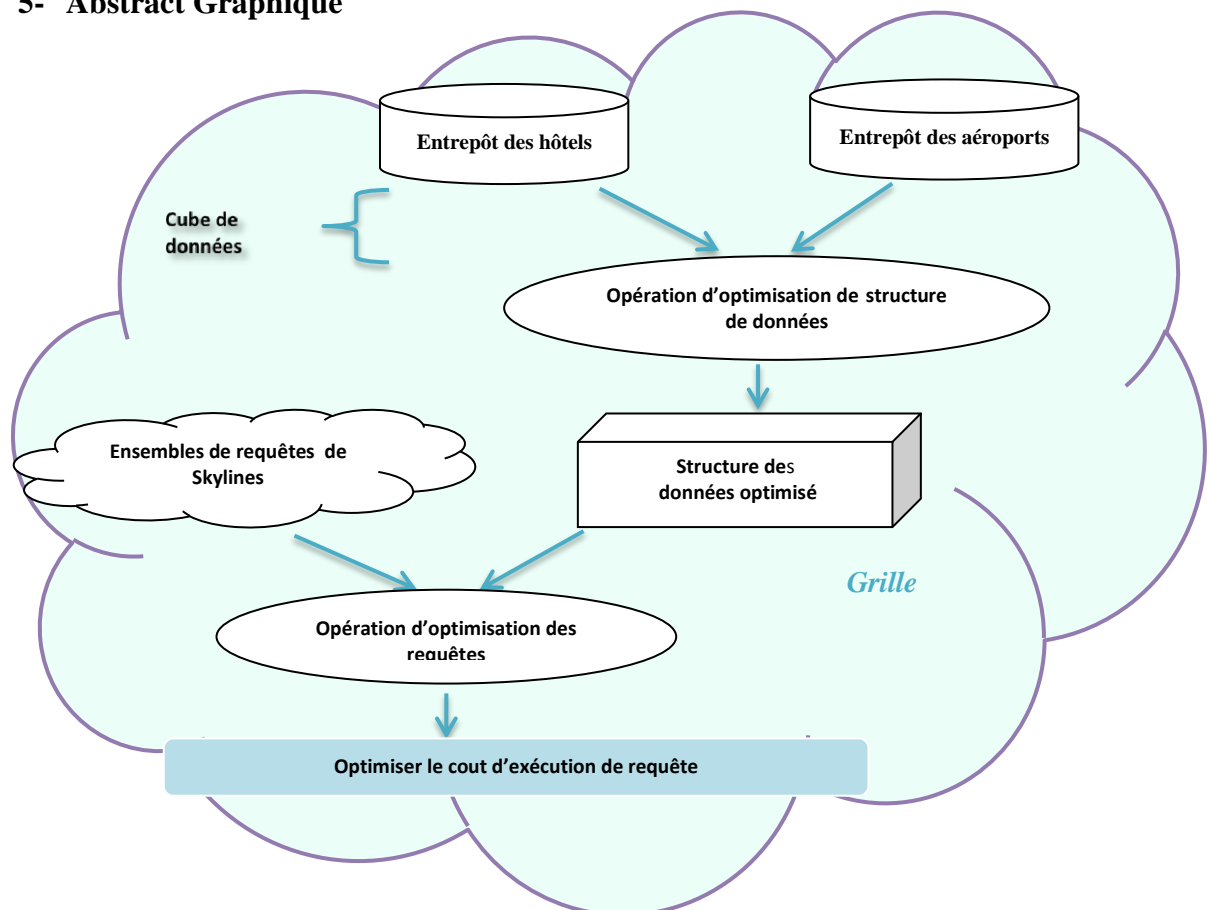 5- Abstract Graphique
Entrepôt des hôtels
Entrepôt des aéroports
Cube de
données
Opération d'optimisation de structure
de données
Ensembles de requêtes de
Skylines
Structure des
données optimisé
Grille
Opération d'optimisation des
requêtes
Optimiser le cout d'exécution de requête